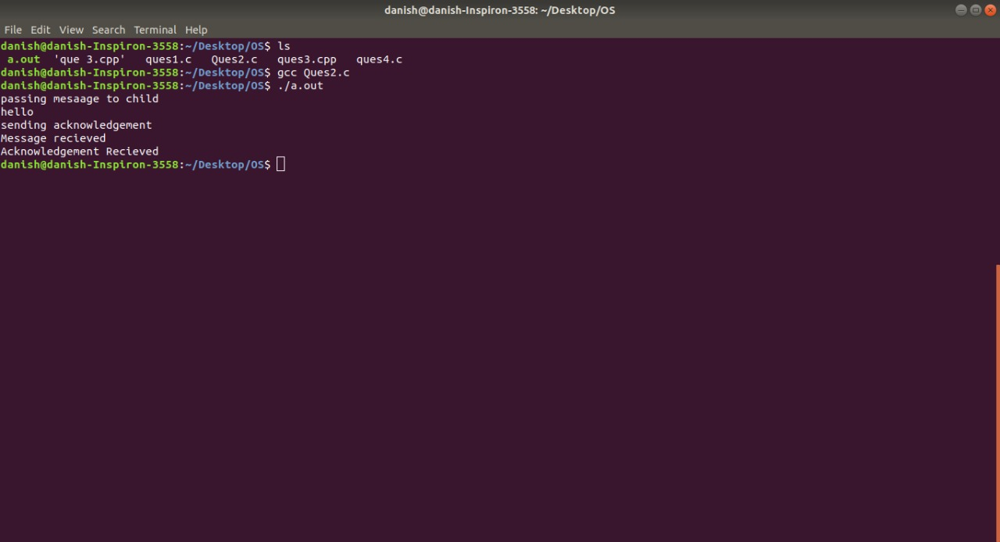 danish@danish-Inspiron-3558: ~/Desktop/OS
File Edit View Search Terminal Help
danish@danish-Inspiron-3558:~/Desktop/OS$ ls
a.out 'que 3.cpp' ques1.c Ques2.c ques3.cpp ques4.c
danish@danish-Inspiron-3558:~/Desktop/OS$ gcc Ques2.c
danish@danish-Inspiron-3558:~/Desktop/OS$ ./a.out
passing mesaage to child
hello
sending acknowledgement
Message recieved
Acknowledgement Recieved
danish@danish-Inspiron-3558:~/Desktop/OS$